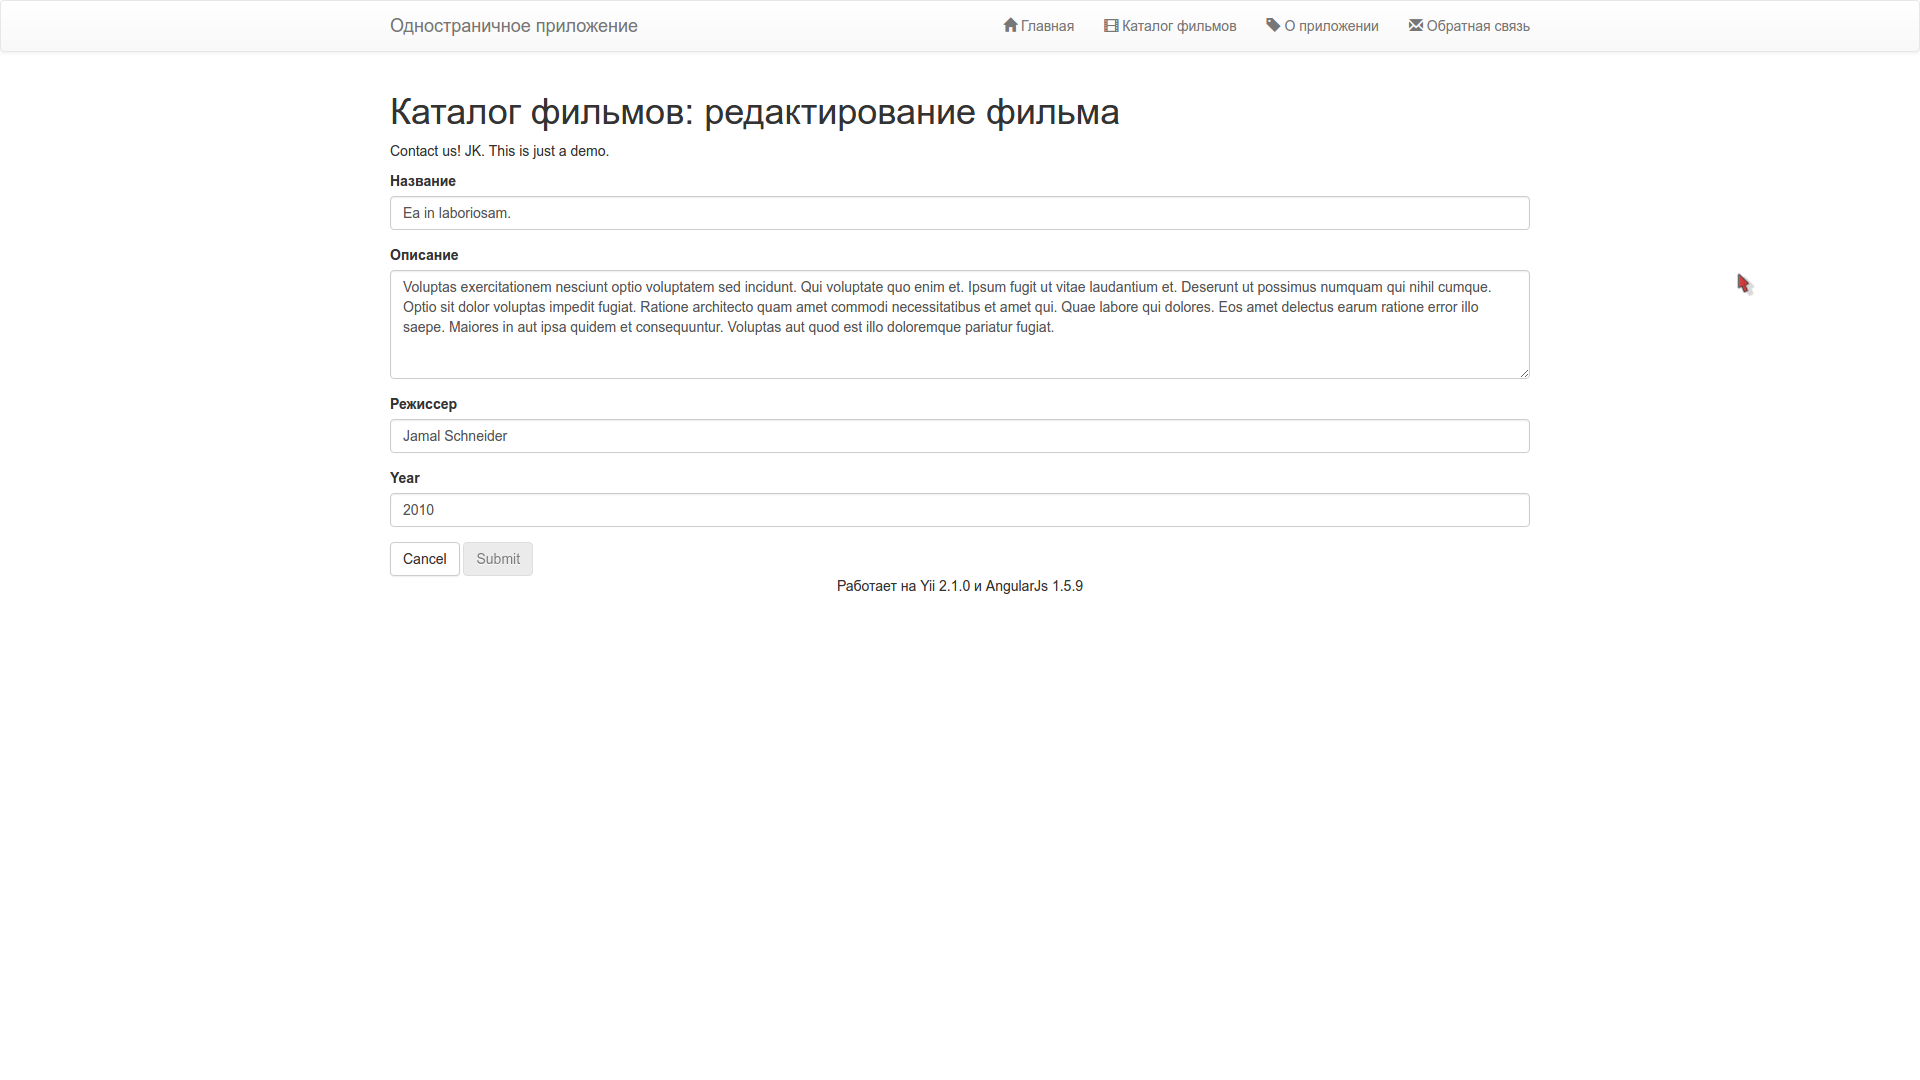 Одностраничное приложение
Главная
Каталог фильмов
О приложении
Обратная связь
Каталог фильмов: редактирование фильма
Contact us! JK. This is just a demo.
Название
Ea in laboriosam.
Описание
Voluptas exercitationem nesciunt optio voluptatem sed incidunt. Qui voluptate quo enim et. Ipsum fugit ut vitae laudantium et. Deserunt ut possimus numquam qui nihil cumque.
Optio sit dolor voluptas impedit fugiat. Ratione architecto quam amet commodi necessitatibus et amet qui. Quae labore qui dolores. Eos amet delectus earum ratione error illo
saepe. Maiores in aut ipsa quidem et consequuntur. Voluptas aut quod est illo doloremque pariatur fugiat.
Режиссер
Jamal Schneider
Year
2010
Cancel
Submit
Работает на Yii 2.1.0 и AngularJs 1.5.9